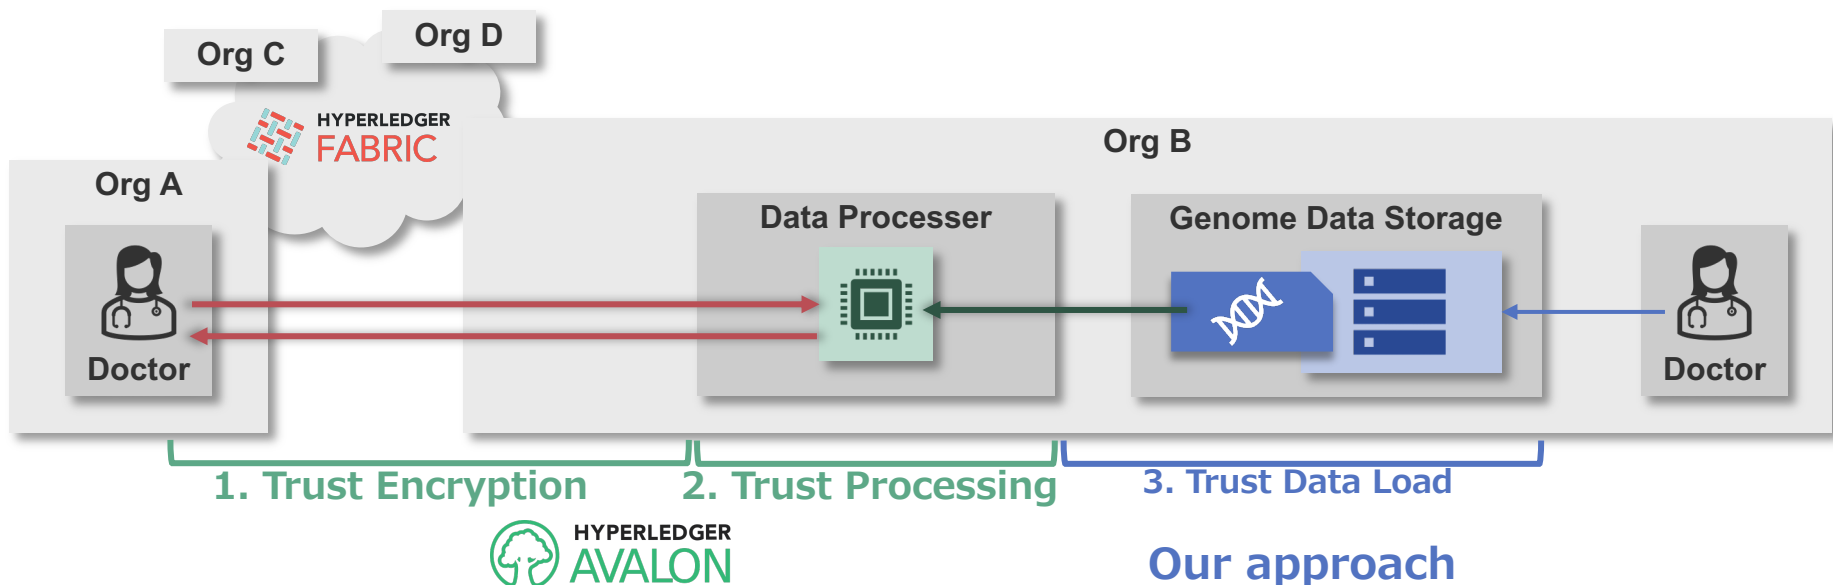 Org C
Org D
HYPERLEDGER
FABRIC
Org B
Org A
Data Processer
Genome Data Storage
Doctor
Doctor
1. Trust Encryption
2. Trust Processing
3. Trust Data Load
HYPERLEDGER
AVALON
Our approach